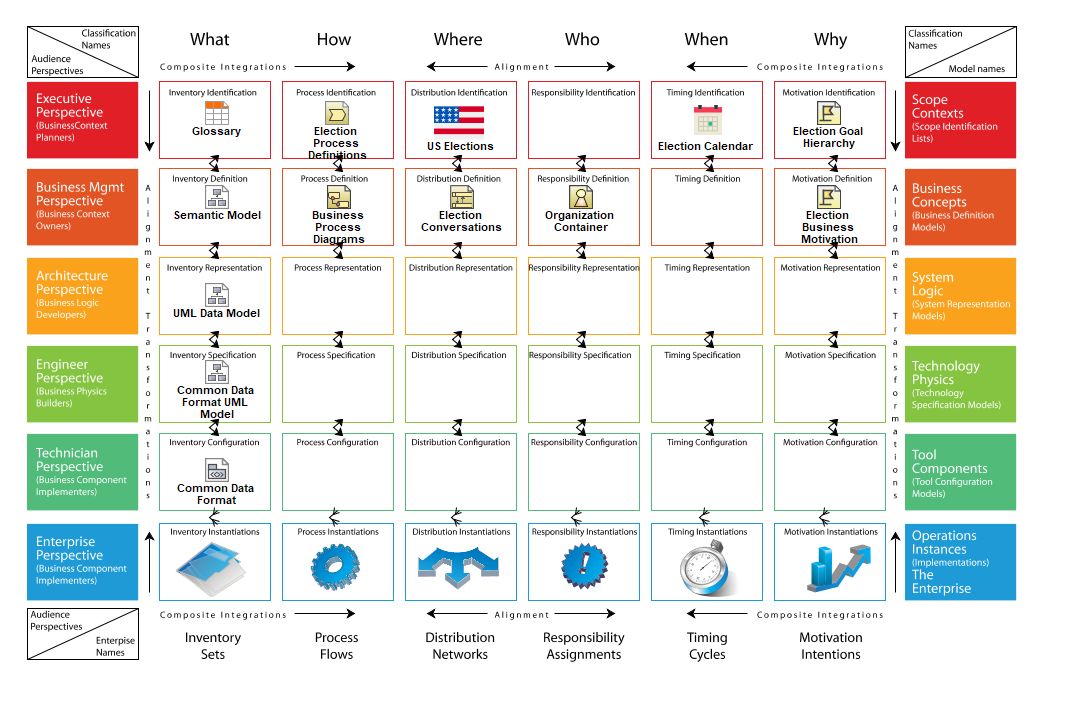 Classification
Names
Audience
Perspectives
What
How
Where
Who
When
Why
Classification
Names
Model names
Composite Integrations
Alignment
Composite Integrations
Executive
Perspective
(BusinessContext
Planners)
Inventory Identification
Glossary
Process Identification
Election
Process
Definitions
Distribution Identification
US Elections
Responsibility Identification
Timing Identification
Election Calendar
Motivation Identification
Election Goal
Hierarchy
Scope
Contexts
(Scope Identification
Lists)
Alignment Transformations
Business Mgmt
Perspective
(Business Context
Owners)
Inventory Definition
Semantic Model
Process Definition
Business
Process
Diagrams
Distribution Definition
Election
Conversations
Responsibility Definition
Organization
Container
Timing Definition
Motivation Definition
Election
Business
Motivation
Alignment Transformations
Business
Concepts
(Business Definition
Models)
Architecture
Perspective
(Business Logic
Developers)
Inventory Representation
UML Data Model
Process Representation
Distribution Representation
Responsibility Representation
Timing Representation
Motivation Representation
System
Logic
(System Representation
Models)
Engineer
Perspective
(Business Physics
Builders)
Inventory Specification
Common Data
Format UML
Model
Process Specification
Distribution Specification
Responsibility Specification
Timing Specification
Motivation Specification
Technology
Physics
(Technology
Specification Models)
Technician
Perspective
(Business Component
Implementers)
Inventory Configuration
Common Data
Format
Process Configuration
Distribution Configuration
Responsibility Configuration
Timing Configuration
Motivation Configuration
Tool
Components
(Tool Configuration
Models)
Enterprise
Perspective
(Business Component
Implementers)
Inventory Instantiations
Process Instantiations
Distribution Instantiations
Responsibility Instantiations
Timing Instantiations
Motivation Instantiations
Operations
Instances
(Implementations)
The
Enterprise
Audience
Perspectives
Enterpise
Names
Composite Integrations
Alignment
Composite Integrations
Inventory
Sets
Process
Flows
Distribution
Networks
Responsibility
Assignments
Timing
Cycles
Motivation
Intentions